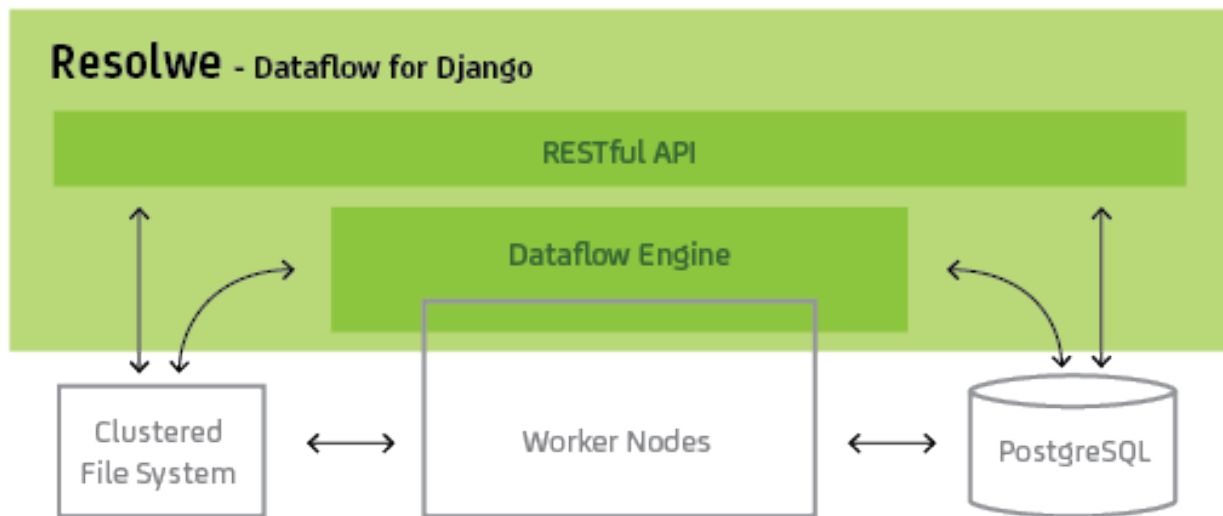 Resolwe - Dataflow for Django
RESTful API
Dataflow Engine
Clustered
File System
Worker Nodes
PostgreSQL